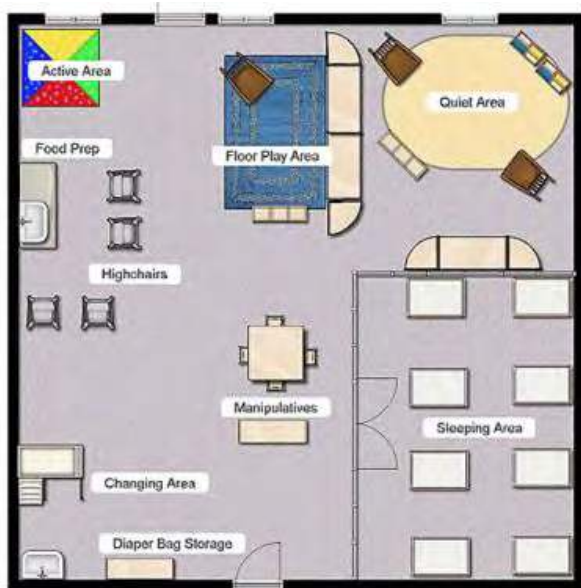 Active Area
Quiet Area
Food Prep
Floor Play Area
Highchairs
Manipulatives
Sleeping Area
Changing Area
Diaper Bag Storage